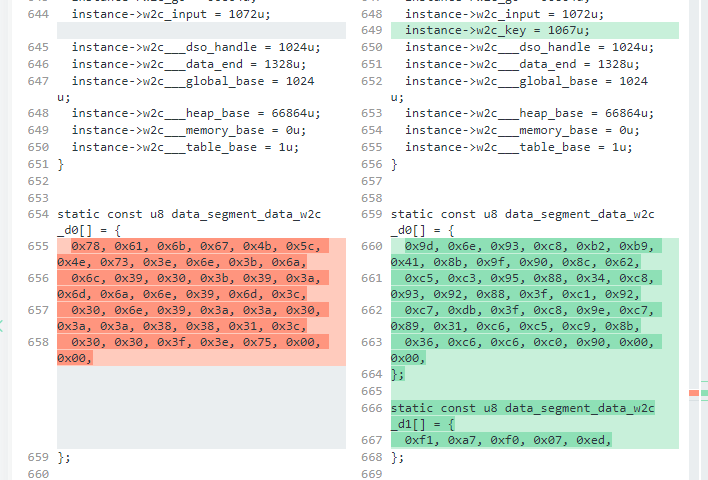 644 instance->w2c_input = 1072u;
645 instance->w2c___dso_handle = 1024u;
646 instance->w2c___data_end = 1328u;
647 instance->w2c___global_base = 1024
u;
648 instance->w2c___heap_base = 66864u;
649 instance->w2c___memory_base = 0u;
650 instance->w2c___table_base = 1u;
651 }
652
653
654 static const u8 data_segment_data_w2c
_d0[] = {
655 0x78, 0x61, 0x6b, 0x67, 0x4b, 0x5c,
0x4e, 0x73, 0x3e, 0x6e, 0x3b, 0x6a,
656 0x6c, 0x39, 0x30, 0x3b, 0x39, 0x3a,
0x6d, 0x6a, 0x6e, 0x39, 0x6d, 0x3c,
657 0x30, 0x6e, 0x39, 0x3a, 0x3a, 0x30,
0x3a, 0x3a, 0x38, 0x38, 0x31, 0x3c,
658 0x30, 0x30, 0x3f, 0x3e, 0x75, 0x00,
0x00,
659 };
660
648 instance->w2c_input = 1072u;
649 instance->w2c_key = 1067u;
650 instance->w2c___dso_handle = 1024u;
651 instance->w2c___data_end = 1328u;
652 instance->w2c___global_base = 1024
u;
653 instance->w2c___heap_base = 66864u;
654 instance->w2c___memory_base = 0u;
655 instance->w2c___table_base = 1u;
656 }
657
658
659 static const u8 data_segment_data_w2c
_d0[] = {
660 0x9d, 0x6e, 0x93, 0xc8, 0xb2, 0xb9,
0x41, 0x8b, 0x9f, 0x90, 0x8c, 0x62,
661 0xc5, 0xc3, 0x95, 0x88, 0x34, 0xc8,
0x93, 0x92, 0x88, 0x3f, 0xc1, 0x92,
662 0xc7, 0xdb, 0x3f, 0xc8, 0x9e, 0xc7,
0x89, 0x31, 0xc6, 0xc5, 0xc9, 0x8b,
663 0x36, 0xc6, 0xc6, 0xc0, 0x90, 0x00,
0x00,
664 };
665
666 static const u8 data_segment_data_w2c
_d1[] = {
667 0xf1, 0xa7, 0xf0, 0x07, 0xed,
668 };
669